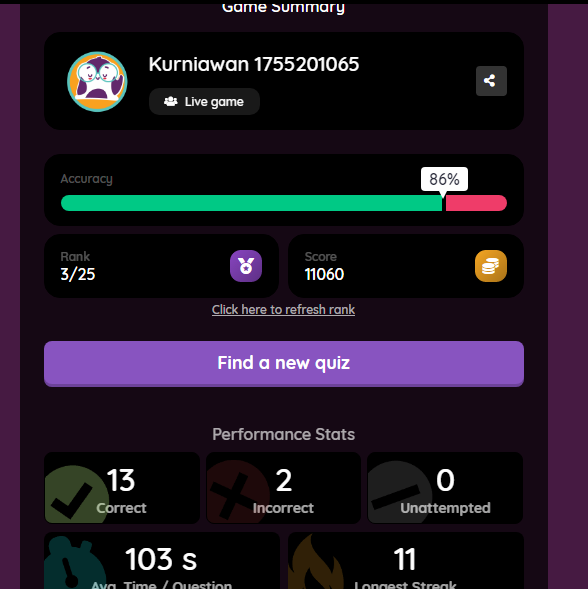 Game Summary
Kurniawan 1755201065
Live game
Accuracy
86%
Rank
3/25
Score
11060
Click here to refresh rank
Find a new quiz
Performance Stats
13
Correct
2
Incorrect
0
Unattempted
103 s
Avg. Time / Question
11
Longest Streak